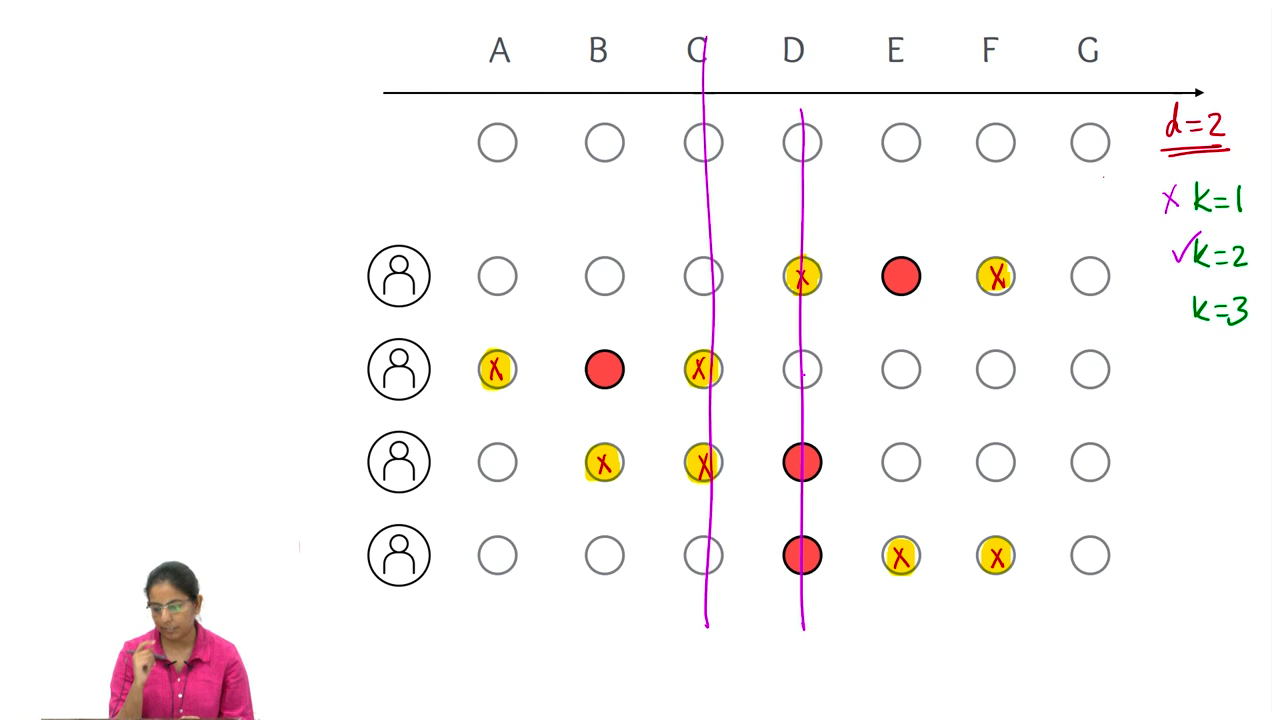 A B C D E F G
d=2
x k=1
✓k=2
k=3
x x
x x
x x
x x